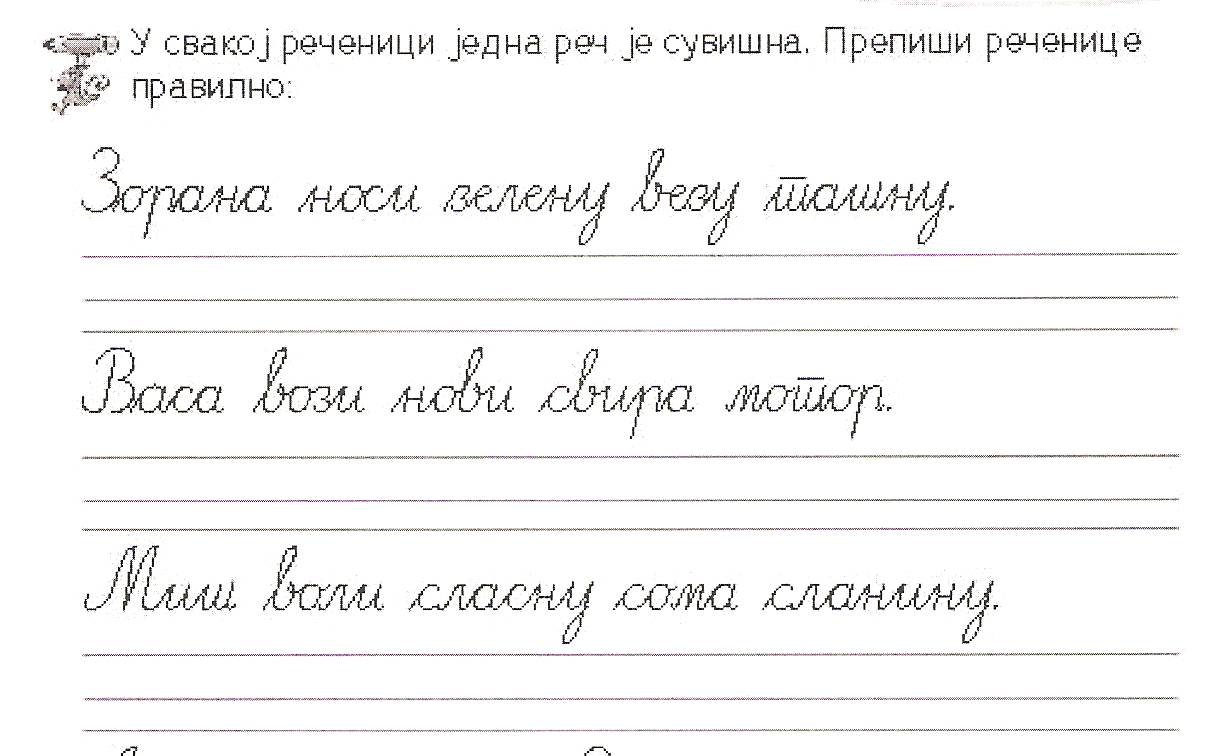 У свакој реченици једна реч је сувишна. Препиши реченице
правилно:
Зорана носи зелену везу ташну.
Васа вози нови свира мотор.
Миш воли сласну сома сланину.